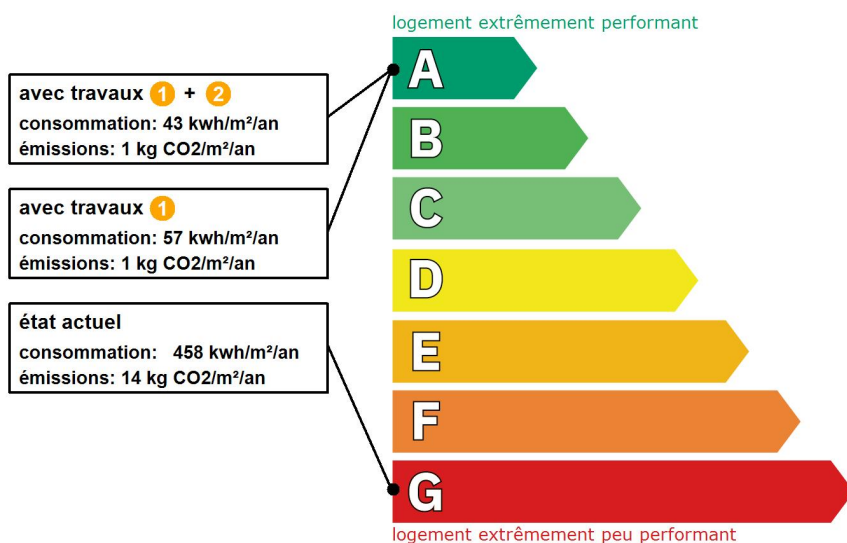 logement extrêmement performant
avec travaux 1 + 2
consommation: 43 kwh/m²/an
émissions: 1 kg CO2/m²/an
avec travaux 1
consommation: 57 kwh/m²/an
émissions: 1 kg CO2/m²/an
état actuel
consommation: 458 kwh/m²/an
émissions: 14 kg CO2/m²/an
A
B
C
D
E
F
G
logement extrêmement peu performant